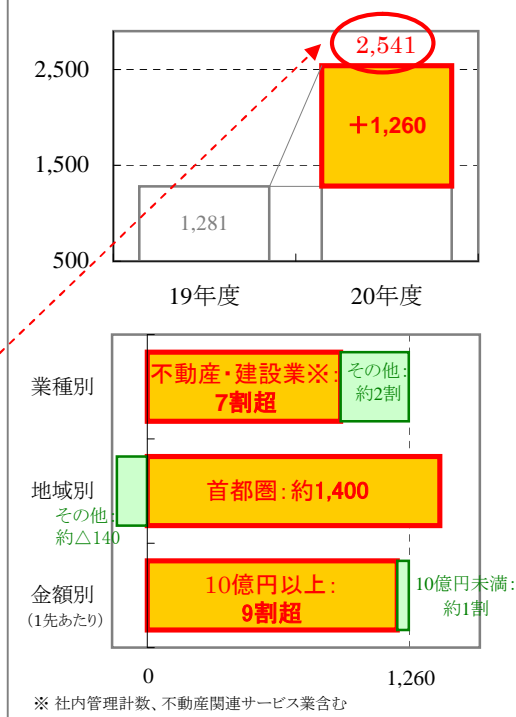 2,541
2,500
＋1,260
1,500
1,281
500
19年度
20年度
業種別
不動産・建設業※：
7割超
その他：
約2割
地域別
首都圏：約1,400
その他：
約△140
金額別
(1先あたり)
10億円以上：
9割超
10億円未満：
約1割
0
1,260
※ 社内管理計数、不動産関連サービス業含む